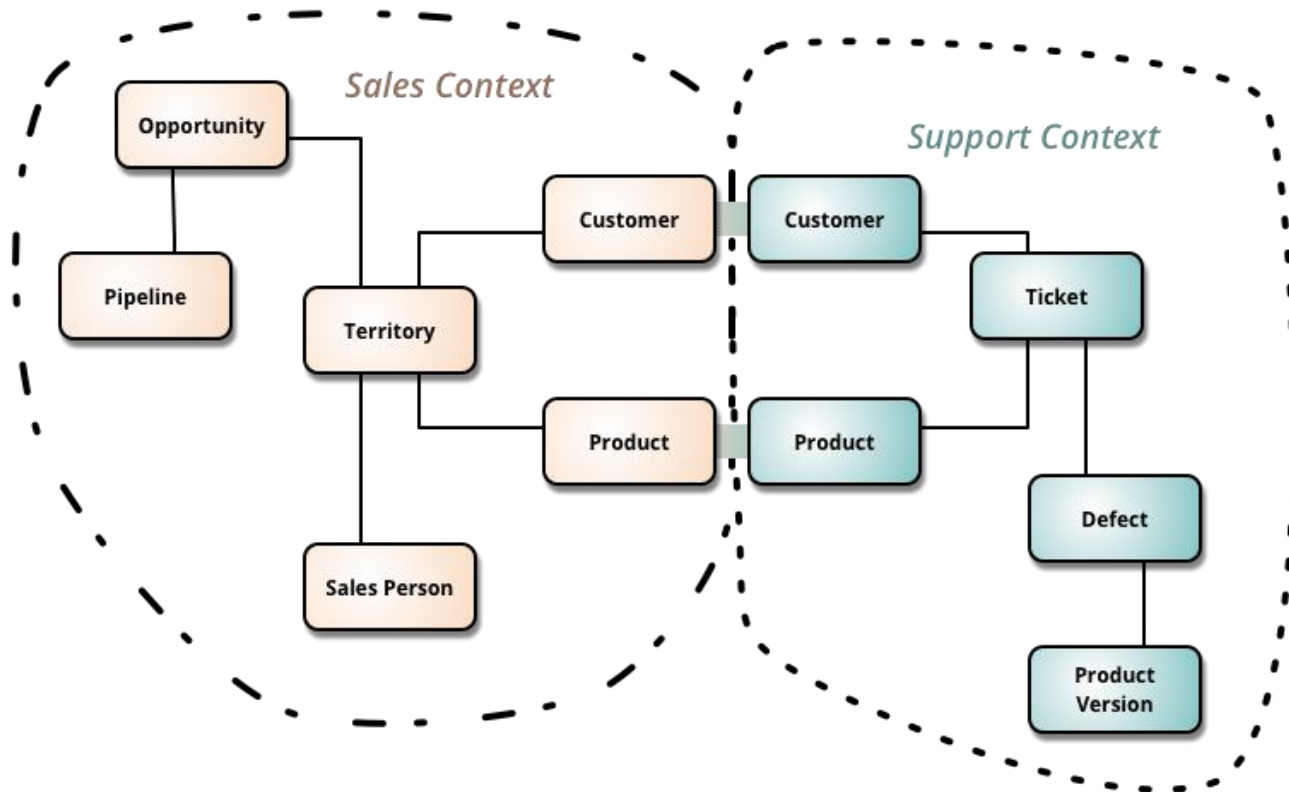 Sales Context
Opportunity
Support Context
Customer
Customer
Pipeline
Ticket
Territory
Product
Product
Defect
Sales Person
Product
Version